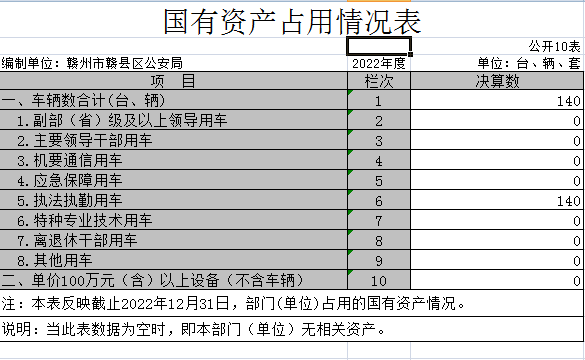 国有资产占用情况表
公开10表
编制单位：赣州市赣县区公安局 2022年度 单位：台、辆、套
项 目 栏次 决算数
一、车辆数合计(台、辆) 1 140
1.副部（省）级及以上领导用车 2 0
2.主要领导干部用车 3 0
3.机要通信用车 4 0
4.应急保障用车 5 0
5.执法执勤用车 6 140
6.特种专业技术用车 7 0
7.离退休干部用车 8 0
8.其他用车 9 0
二、单价100万元（含）以上设备（不含车辆） 10 0
注：本表反映截止2022年12月31日，部门(单位)占用的国有资产情况。
说明：当此表数据为空时，即本部门（单位）无相关资产。